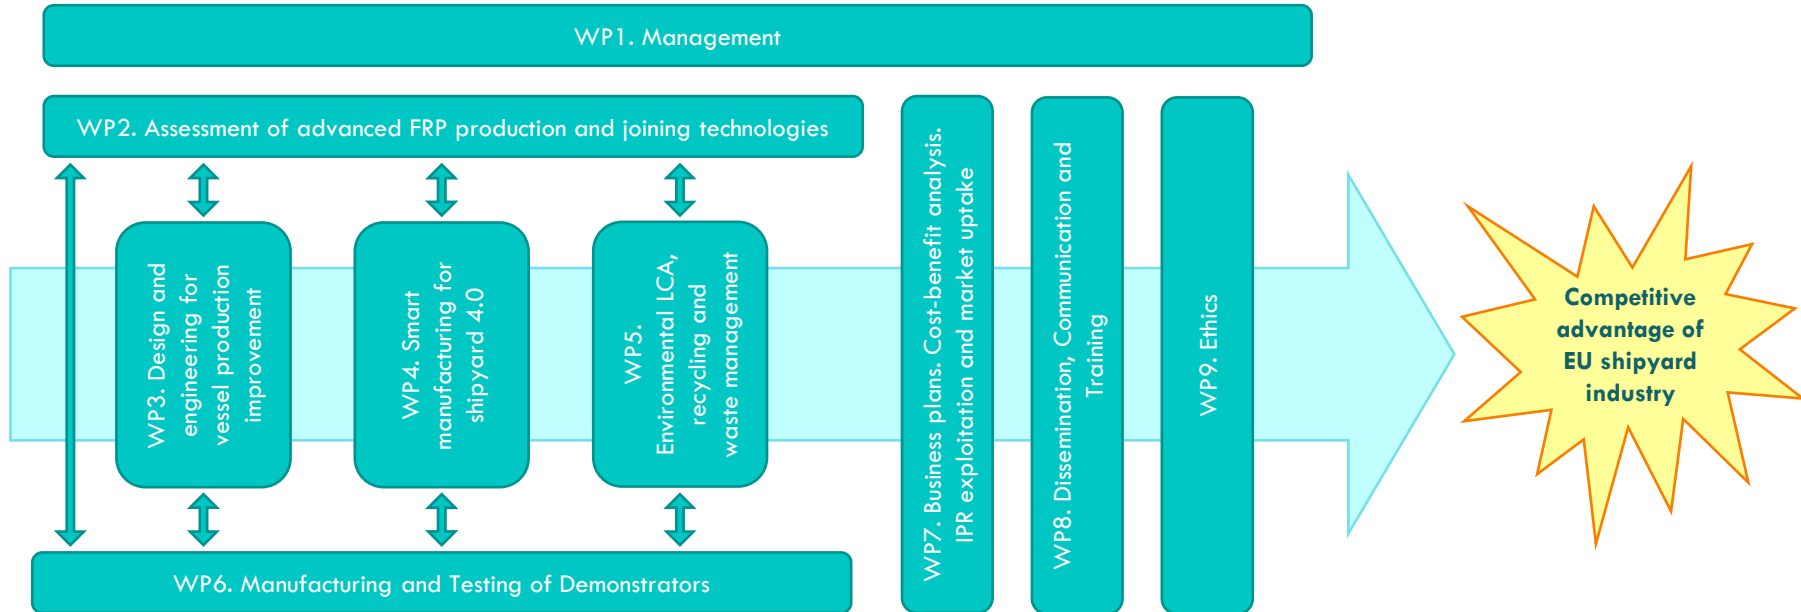 WP1. Management
WP2. Assessment of advanced FRP production and joining technologies
WP3. Design and
engineering for
vessel production
improvement
WP4. Smart
manufacturing for
shipyard 4.0
WP5.
Environmental LCA,
recycling and
waste management
WP6. Manufacturing and Testing of Demonstrators
WP7. Business plans. Cost-benefit analysis.
IPR exploitation and market uptake
WP8. Dissemination, Communication and
Training
WP9. Ethics
Competitive
advantage of
EU shipyard
industry